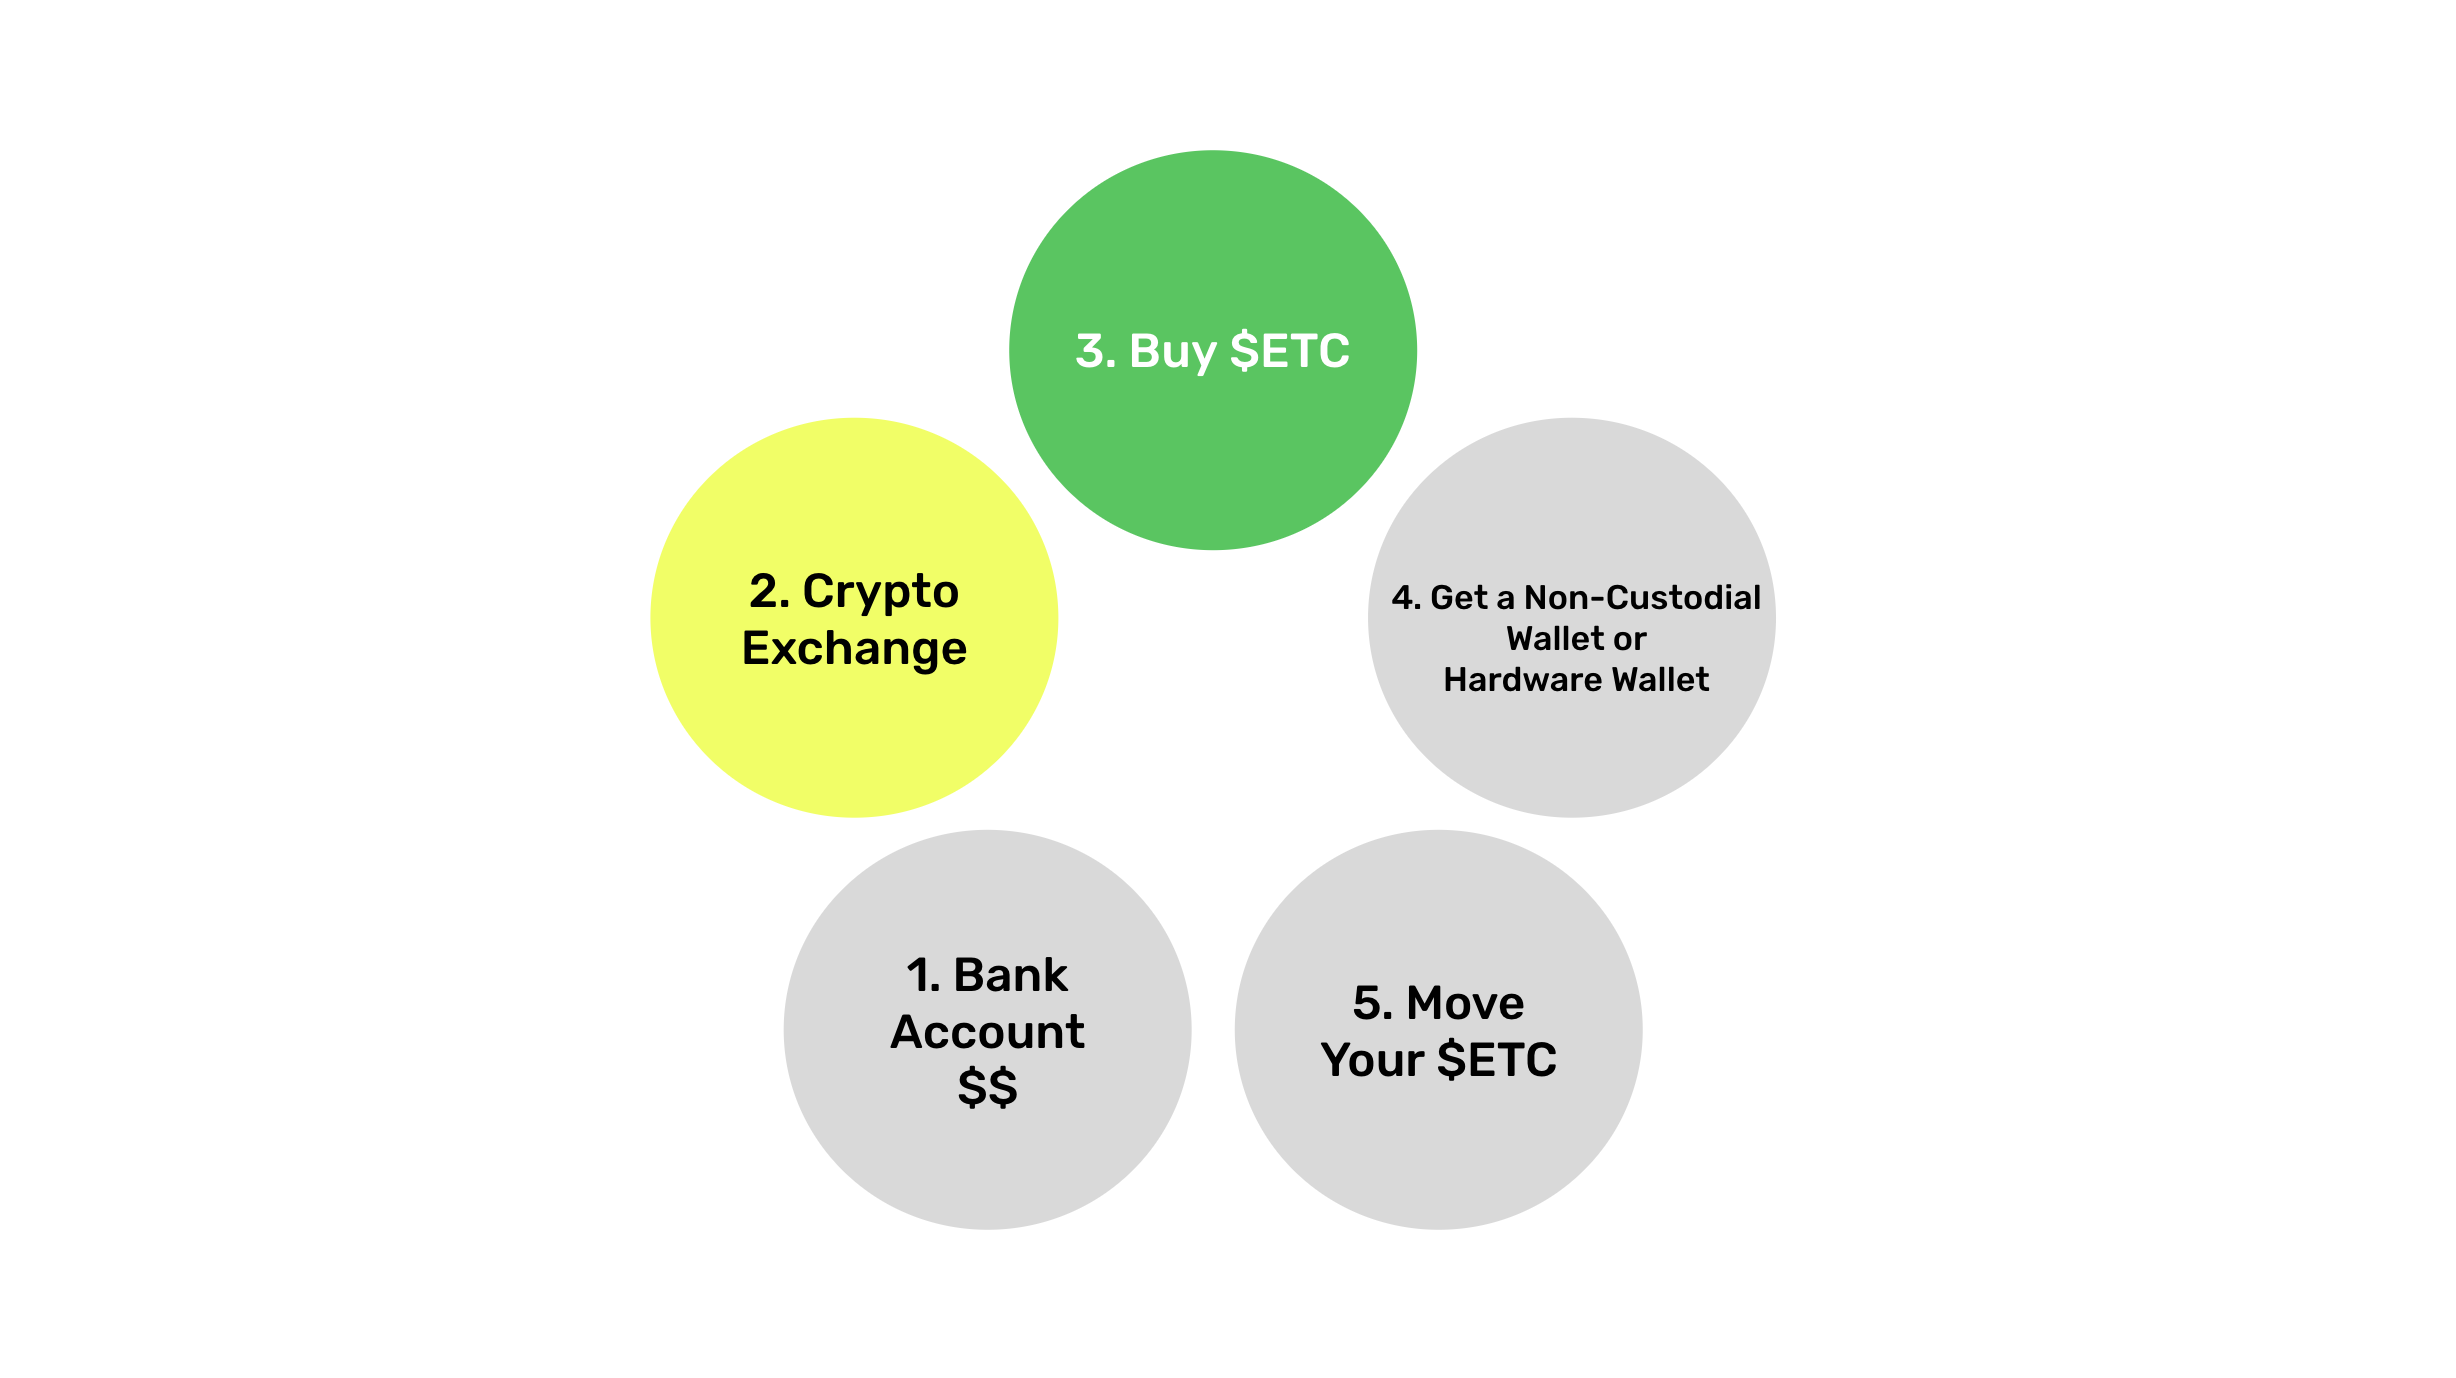 3. Buy $ETC
2. Crypto
Exchange
4. Get a Non-Custodial
Wallet or
Hardware Wallet
1. Bank
Account
$$
5. Move
Your $ETC